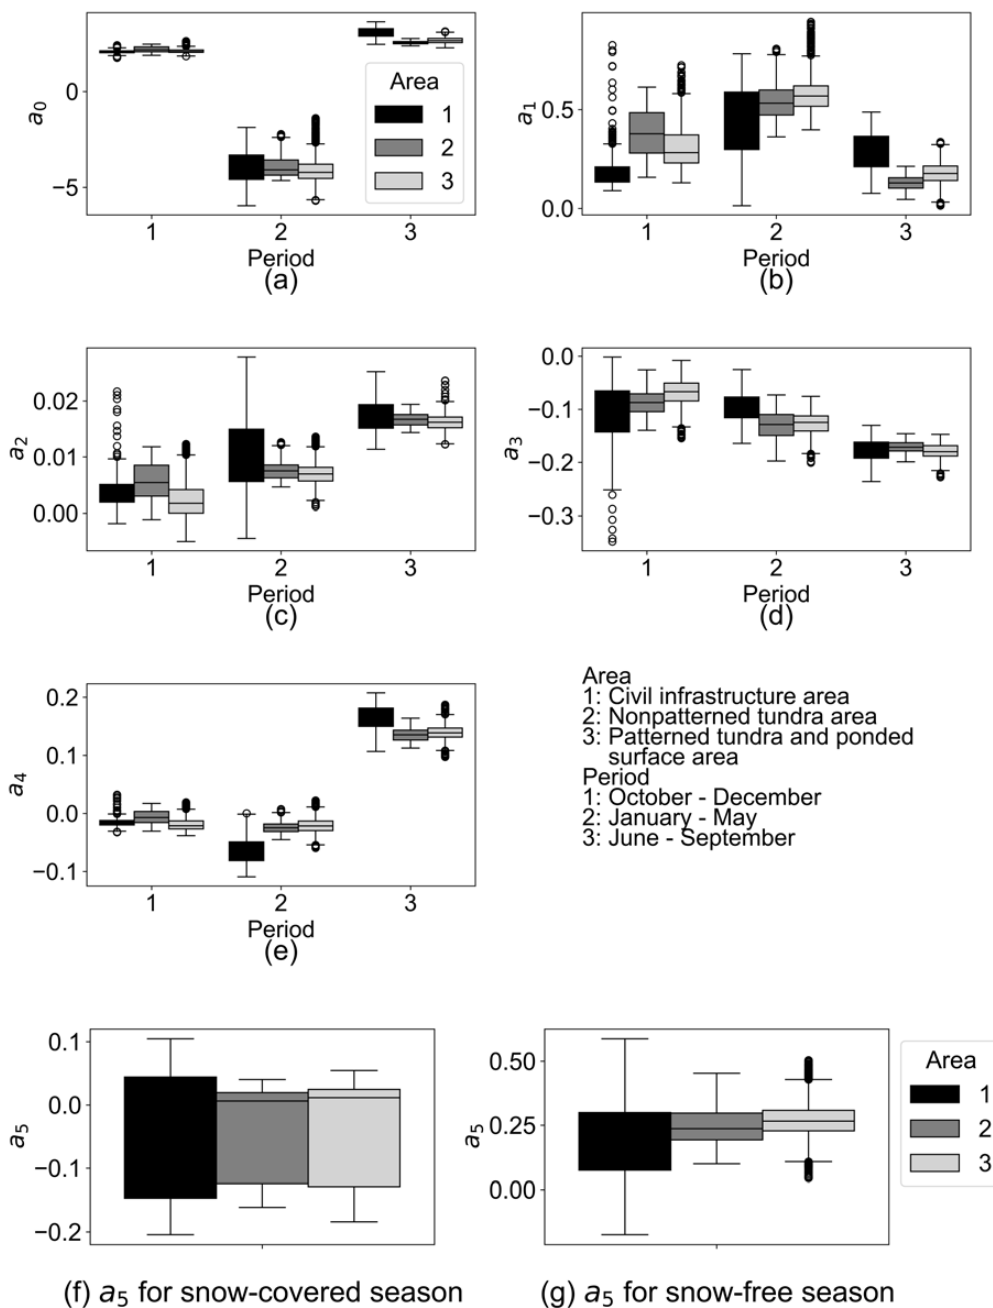 0
−5
a0
Area
1
2
3
1
2
3
Period
(a)
0.5
0.0
a1
1
2
3
Period
(b)
0.02
0.01
0.00
a2
1
2
3
Period
(c)
0.0
−0.1
−0.2
−0.3
a3
1
2
3
Period
(d)
0.2
0.1
0.0
−0.1
a4
1
2
3
Period
(e)
Area
1: Civil infrastructure area
2: Nonpatterned tundra area
3: Patterned tundra and ponded
surface area
Period
1: October - December
2: January - May
3: June - September
0.1
0.0
−0.1
−0.2
a5
(f) a5 for snow-covered season
0.50
0.25
0.00
a5
Area
1
2
3
(g) a5 for snow-free season